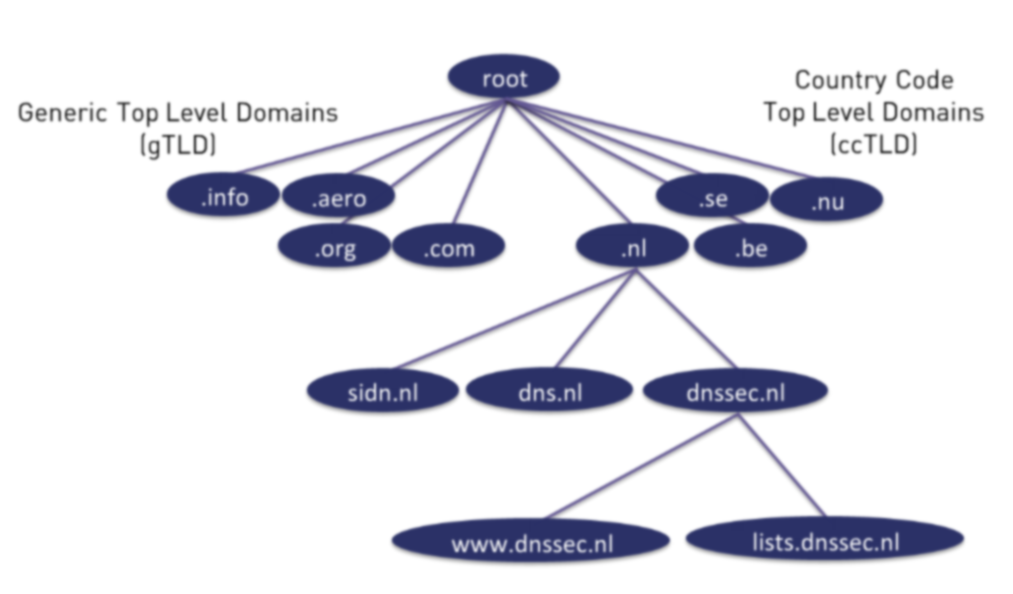 root
Country Code
Top Level Domains
(ccTLD)
Generic Top Level Domains
(gTLD)
.info
.aero
.se
.nu
.org
.com
.nl
.be
sidn.nl
dns.nl
dnssec.nl
www.dnssec.nl
lists.dnssec.nl